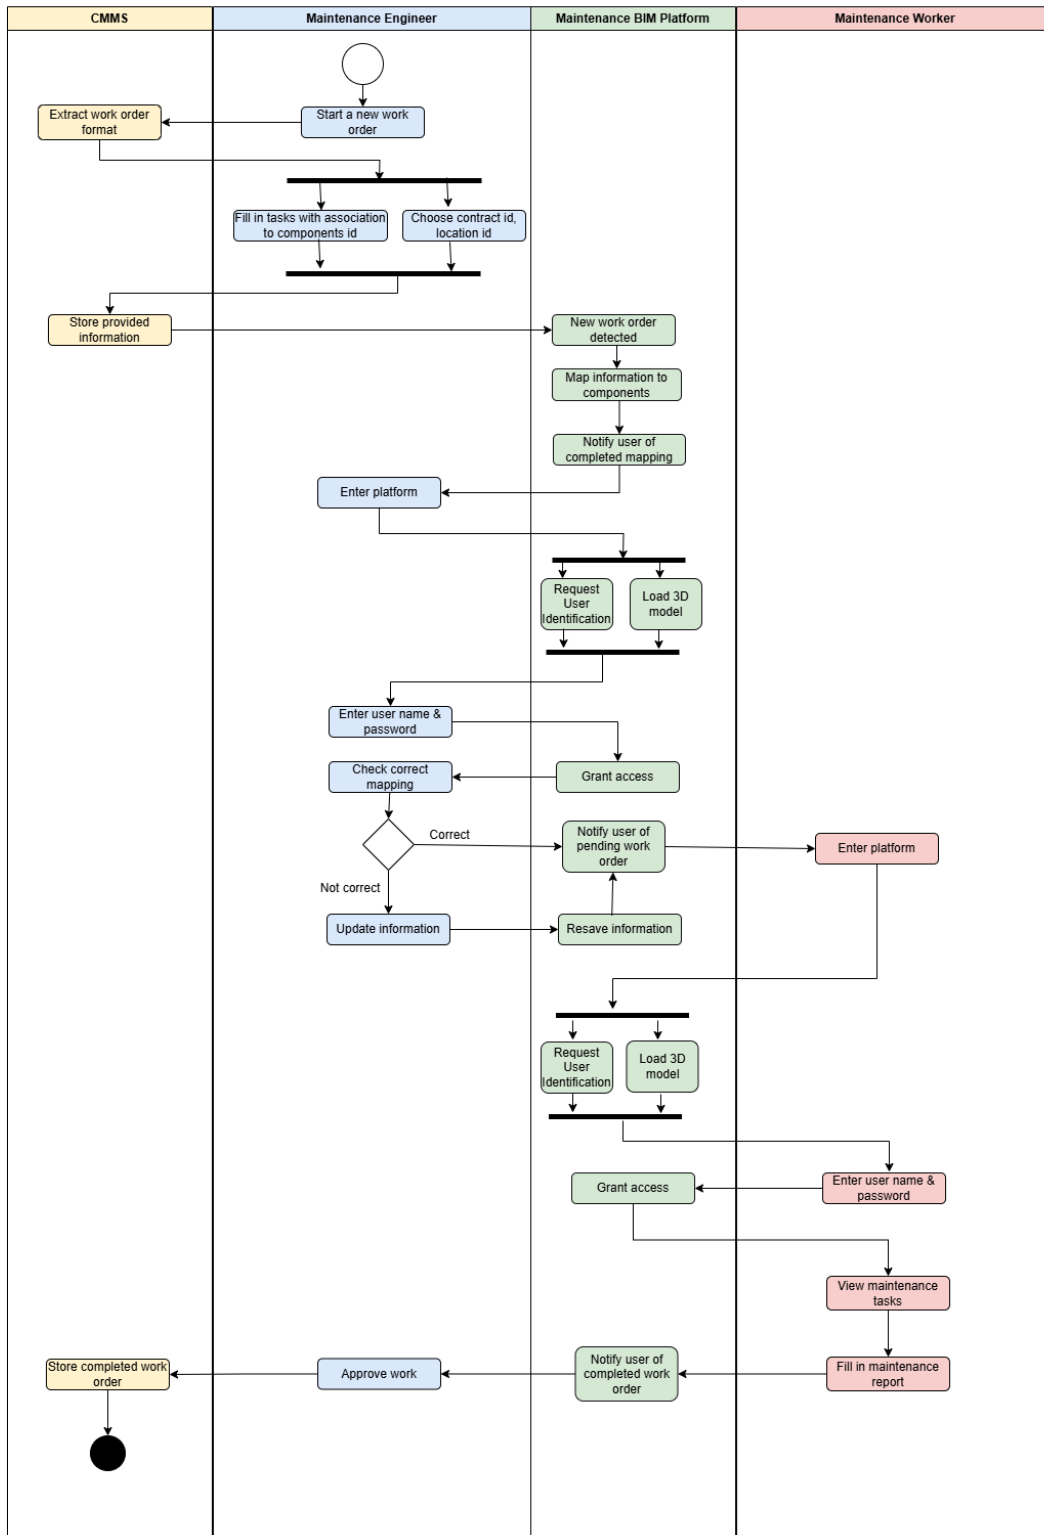 CMMS
Maintenance Engineer
Maintenance BIM Platform
Maintenance Worker
Start a new work
order
Extract work order
format
Fill in tasks with association
to components id
Choose contract id,
location id
Store provided
information
New work order
detected
Map information to
components
Notify user of
completed mapping
Enter platform
Request
User
Identification
Load 3D
model
Enter user name &
password
Grant access
Check correct
mapping
Correct
Not correct
Notify user of
pending work
order
Enter platform
Update information
Resave information
Request
User
Identification
Load 3D
model
Enter user name &
password
Grant access
View maintenance
tasks
Fill in maintenance
report
Notify user of
completed work
order
Approve work
Store completed work
order